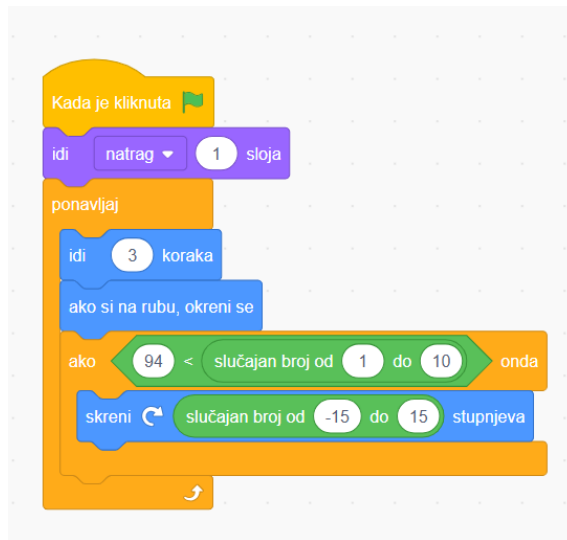 Kada je kliknuta
idi natrag 1 sloja
ponavljaj
idi 3 koraka
ako si na rubu, okreni se
ako 94 < slučajan broj od 1 do 10 onda
skreni slučajan broj od -15 do 15 stupnjeva